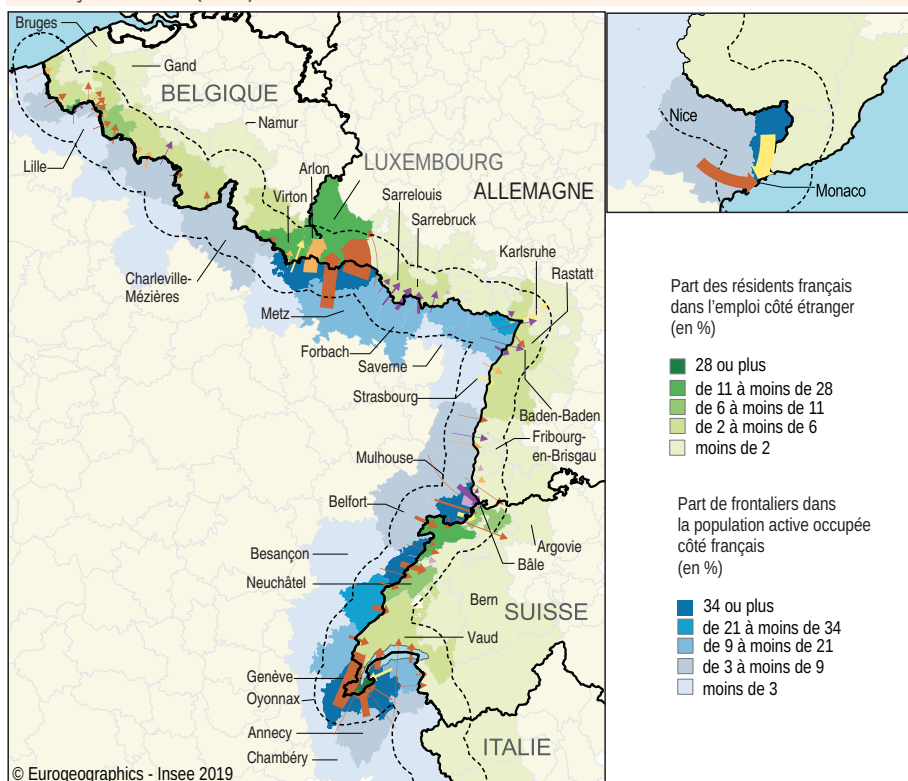 Bruges
Gand
BELGIQUE
Namur
Lille
Arlon
LUXEMBOURG
Virton
Sarrelouis
ALLEMAGNE
Sarrebruck
Karlsruhe
Rastatt
Charleville-
Mézières
Metz
Forbach
Saverne
Strasbourg
Baden-Baden
Fribourg-
en-Brisgau
Mulhouse
Belfort
Besançon
Argovie
Bâle
Neuchâtel
Bern
SUISSE
Vaud
Genève
Oyonnax
Annecy
ITALIE
Chambéry
© Eurogeographics - Insee 2019
Nice
Monaco
Part des résidents français
dans l’emploi côté étranger
(en %)
28 ou plus
de 11 à moins de 28
de 6 à moins de 11
de 2 à moins de 6
moins de 2
Part de frontaliers dans
la population active occupée
côté français
(en %)
34 ou plus
de 21 à moins de 34
de 9 à moins de 21
de 3 à moins de 9
moins de 3